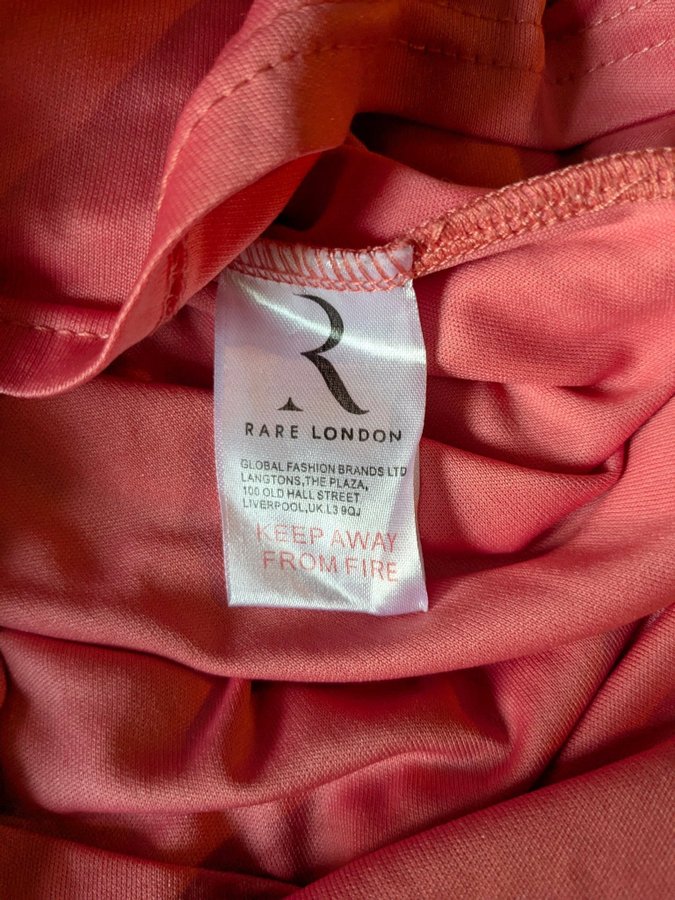 R
RARE LONDON
GLOBAL FASHION BRANDS LTD
LANGTONS,THE PLAZA,
100 OLD HALL STREET
LIVERPOOL,UK.L3 9QJ
KEEP AWAY
FROM FIRE